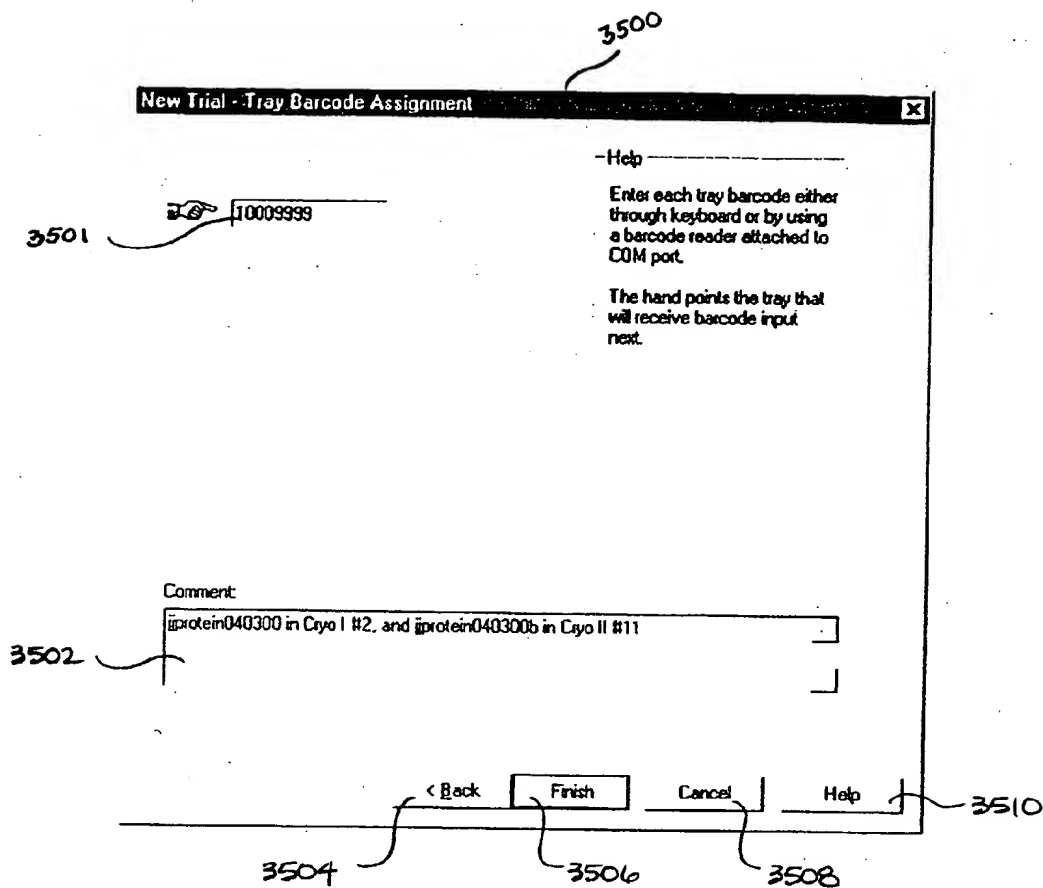 3500
New Trial - Tray Barcode Assignment
Help
Enter each tray barcode either
through keyboard or by using
a barcode reader attached to
COM port.
The hand points the tray that
will receive barcode input
next.
10009999
3501
Comment:
jjprotein040300 in Cryo I #2, and jjprotein040300b in Cryo II #11
3502
< Back
Finish
Cancel
Help
3510
3504
3506
3508